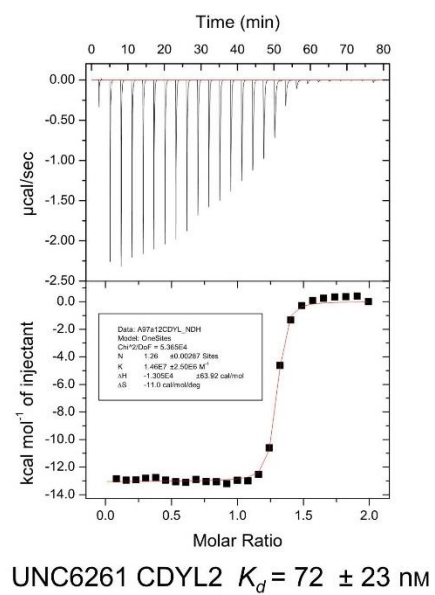 Time (min)
0 10 20 30 40 50 60 70 80
0.00
-0.50
-1.00
-1.50
-2.00
-2.50
µcal/sec
0.0
-2.0
-4.0
-6.0
-8.0
-10.0
-12.0
-14.0
kcal mol⁻¹ of injectant
Data: A97a12CDYL_NDH
Model: OneSites
Chi^2/DoF = 5.365E4
N 1.26 ±0.00287 Sites
K 1.46E7 ±2.50E6 M⁻¹
ΔH -1.305E4 ±63.92 cal/mol
ΔS -11.0 cal/mol/deg
0.0 0.5 1.0 1.5 2.0
Molar Ratio
UNC6261 CDYL2 Kd = 72 ± 23 nM